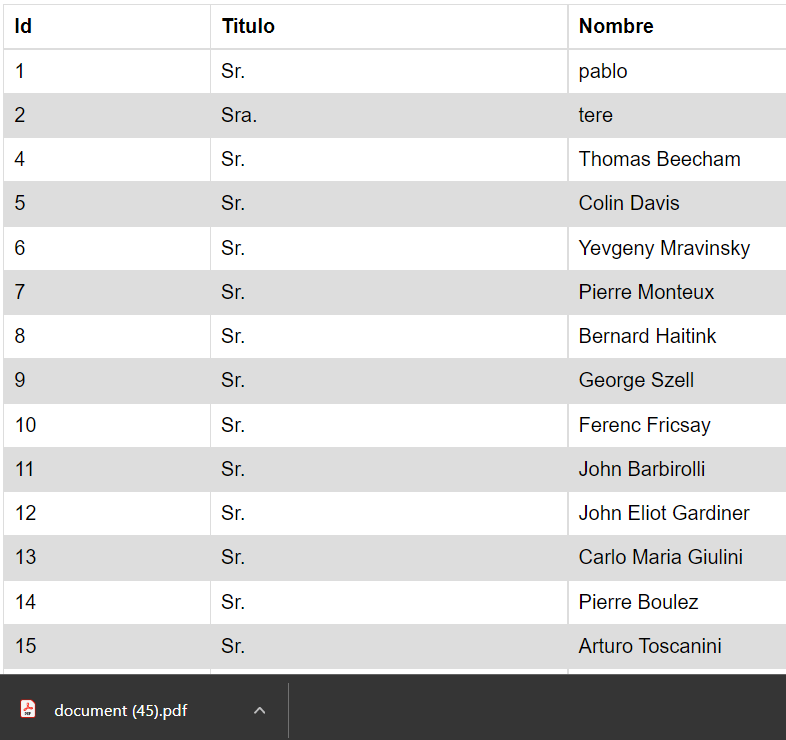 Id Titulo Nombre
1 Sr. pablo
2 Sra. tere
4 Sr. Thomas Beecham
5 Sr. Colin Davis
6 Sr. Yevgeny Mravinsky
7 Sr. Pierre Monteux
8 Sr. Bernard Haitink
9 Sr. George Szell
10 Sr. Ferenc Fricsay
11 Sr. John Barbirolli
12 Sr. John Eliot Gardiner
13 Sr. Carlo Maria Giulini
14 Sr. Pierre Boulez
15 Sr. Arturo Toscanini
document (45).pdf